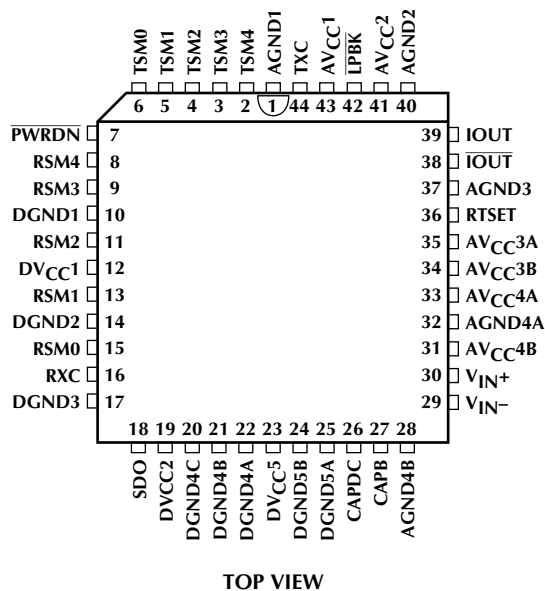 TSM0 TSM1 TSM2 TSM3 TSM4 AGND1 TXC AVCC1 LPBK AVCC2 AGND2
6 5 4 3 2 1 44 43 42 41 40
PWRDN 7
RSM4 8
RSM3 9
DGND1 10
RSM2 11
DVCC1 12
RSM1 13
DGND2 14
RSM0 15
RXC 16
DGND3 17
39 IOUT
38 IOUT
37 AGND3
36 RTSET
35 AVCC3A
34 AVCC3B
33 AVCC4A
32 AGND4A
31 AVCC4B
30 VIN+
29 VIN–
18 19 20 21 22 23 24 25 26 27 28
SDO DVCC2 DGND4C DGND4B DGND4A DVCC5 DGND5B DGND5A CAPDC CAPB AGND4B
TOP VIEW